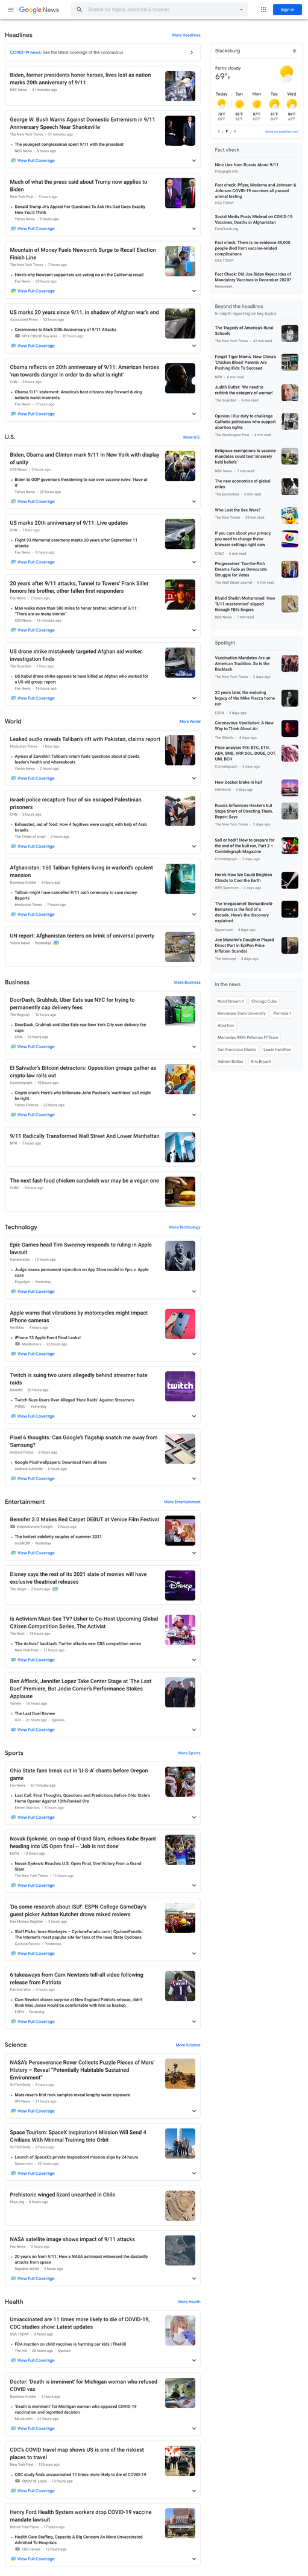 Google News
Search for topics, locations & sources
Sign in
Headlines
More Headlines
COVID-19 news: See the latest coverage of the coronavirus
Biden, former presidents honor heroes, lives lost as nation
marks 20th anniversary of 9/11
NBC News · 41 minutes ago
George W. Bush Warns Against Domestic Extremism in 9/11
Anniversary Speech Near Shanksville
The New York Times · 31 minutes ago
The youngest congressman spent 9/11 with the president
NBC News · 8 hours ago
View Full Coverage
Much of what the press said about Trump now applies to
Biden
New York Post · 5 hours ago
Donald Trump Jr.'s Appeal For Questions To Ask His Dad Goes Exactly
How You'd Think
Yahoo News · 9 hours ago
View Full Coverage
Mountain of Money Fuels Newsom's Surge to Recall Election
Finish Line
The New York Times · 7 hours ago
Here's why Newsom supporters are voting no on the California recall
Fox News · 23 hours ago
View Full Coverage
US marks 20 years since 9/11, in shadow of Afghan war's end
Associated Press · 12 hours ago
Ceremonies to Mark 20th Anniversary of 9/11 Attacks
KPIX CBS SF Bay Area · 20 hours ago
View Full Coverage
Obama reflects on 20th anniversary of 9/11: American heroes
'run towards danger in order to do what is right'
CNN · 5 hours ago
Obama 9/11 statement: America's best citizens step forward during
nation's worst moments
Fox News · 3 hours ago
View Full Coverage
U.S.
More U.S.
Biden, Obama and Clinton mark 9/11 in New York with display
of unity
CBS News · 3 hours ago
Biden to GOP governors threatening to sue over vaccine rules: 'Have at
it'
Yahoo News · 22 hours ago
View Full Coverage
US marks 20th anniversary of 9/11: Live updates
CNN · 1 hour ago
Flight 93 Memorial ceremony marks 20 years after September 11
attacks
Fox News · 6 hours ago
View Full Coverage
20 years after 9/11 attacks, Tunnel to Towers' Frank Siller
honors his brother, other fallen first responders
Fox News · 3 hours ago
Man walks more than 500 miles to honor brother, victims of 9/11:
"There are so many stories"
CBS News · 16 minutes ago
View Full Coverage
US drone strike mistakenly targeted Afghan aid worker,
investigation finds
The Guardian · 1 hour ago
US Kabul drone strike appears to have killed an Afghan who worked for
a US aid group: report
Fox News · 16 hours ago
View Full Coverage
World
More World
Audio leaked reveals Taliban's rift with Pakistan, claims report
Hindustan Times · 1 hour ago
Ayman al Zawahiri: Taliban's return fuels questions about al Qaeda
leader's health and whereabouts
Yahoo News · 2 hours ago
View Full Coverage
Israeli police recapture four of six escaped Palestinian
prisoners
CNN · 2 hours ago
Exhausted, out of food: How 4 fugitives were caught, with help of Arab
Israelis
The Times of Israel · 2 hours ago
View Full Coverage
Afghanistan: 150 Taliban fighters living in warlord's opulent
mansion
Business Insider · 3 hours ago
Taliban might have cancelled 9/11 oath ceremony to save money:
Reports
Hindustan Times · 7 hours ago
View Full Coverage
UN report: Afghanistan teeters on brink of universal poverty
Yahoo News · Yesterday
Business
More Business
DoorDash, Grubhub, Uber Eats sue NYC for trying to
permanently cap delivery fees
The Register · 15 hours ago
DoorDash, Grubhub and Uber Eats sue New York City over delivery fee
caps
CNN · 19 hours ago
View Full Coverage
El Salvador's Bitcoin detractors: Opposition groups gather as
crypto law rolls out
Cointelegraph · 10 hours ago
Crypto crash: Here's why billionaire John Paulson's 'worthless' call might
be right
Yahoo Finance · 22 hours ago
View Full Coverage
9/11 Radically Transformed Wall Street And Lower Manhattan
NPR · 7 hours ago
The next fast-food chicken sandwich war may be a vegan one
CNBC · 5 hours ago
Technology
More Technology
Epic Games head Tim Sweeney responds to ruling in Apple
lawsuit
Gamesradar · 10 hours ago
Judge issues permanent injunction on App Store model in Epic v. Apple
case
Engadget · Yesterday
View Full Coverage
Apple warns that vibrations by motorcycles might impact
iPhone cameras
9to5Mac · 4 hours ago
iPhone 13 Apple Event Final Leaks!
MacRumors · 22 hours ago
View Full Coverage
Twitch is suing two users allegedly behind streamer hate
raids
Dexerto · 20 hours ago
Twitch Sues Users Over Alleged 'Hate Raids' Against Streamers
WIRED · Yesterday
View Full Coverage
Pixel 6 thoughts: Can Google's flagship snatch me away from
Samsung?
Android Police · 6 hours ago
Google Pixel wallpapers: Download them all here
Android Authority · 6 hours ago
View Full Coverage
Entertainment
More Entertainment
Bennifer 2.0 Makes Red Carpet DEBUT at Venice Film Festival
Entertainment Tonight · 2 hours ago
The hottest celebrity couples of summer 2021
msnNOW · Yesterday
View Full Coverage
Disney says the rest of its 2021 slate of movies will have
exclusive theatrical releases
The Verge · 2 hours ago
Is Activism Must-See TV? Usher to Co-Host Upcoming Global
Citizen Competition Series, The Activist
The Root · 18 hours ago
'The Activist' backlash: Twitter attacks new CBS competition series
New York Post · 21 hours ago
View Full Coverage
Ben Affleck, Jennifer Lopez Take Center Stage at 'The Last
Duel' Premiere, But Jodie Comer's Performance Stokes
Applause
Variety · 15 hours ago
The Last Duel Review
IGN · 21 hours ago · Opinion
View Full Coverage
Sports
More Sports
Ohio State fans break out in 'U-S-A' chants before Oregon
game
Fox News · 57 minutes ago
Last Call: Final Thoughts, Questions and Predictions Before Ohio State's
Home Opener Against 12th-Ranked Ore
Eleven Warriors · 5 hours ago
View Full Coverage
Novak Djokovic, on cusp of Grand Slam, echoes Kobe Bryant
heading into US Open final -- 'Job is not done'
ESPN · 13 hours ago
Novak Djokovic Reaches U.S. Open Final, One Victory From a Grand
Slam
The New York Times · 11 hours ago
View Full Coverage
'Do some research about ISU!': ESPN College GameDay's
guest picker Ashton Kutcher draws mixed reviews
Des Moines Register · 3 hours ago
Staff Picks: Iowa Hawkeyes – CycloneFanatic.com | CycloneFanatic:
The Internet's most popular site for fans of the Iowa State Cyclones
Cyclone Fanatic · Yesterday
View Full Coverage
6 takeaways from Cam Newton's tell-all video following
release from Patriots
Patriots Wire · 6 hours ago
Cam Newton shares surprise at New England Patriots release, didn't
think Mac Jones would be comfortable with him as backup
ESPN · Yesterday
View Full Coverage
Science
More Science
NASA's Perseverance Rover Collects Puzzle Pieces of Mars'
History – Reveal "Potentially Habitable Sustained
Environment"
SciTechDaily · 4 hours ago
Mars rover's first rock samples reveal lengthy water exposure
UPI News · 21 hours ago
View Full Coverage
Space Tourism: SpaceX Inspiration4 Mission Will Send 4
Civilians With Minimal Training Into Orbit
SciTechDaily · 2 hours ago
Launch of SpaceX's private Inspiration4 mission slips by 24 hours
Space.com · 22 hours ago
View Full Coverage
Prehistoric winged lizard unearthed in Chile
Phys.org · 8 hours ago
NASA satellite image shows impact of 9/11 attacks
Fox News · 3 hours ago
20 years on from 9/11: How a NASA astronaut witnessed the dastardly
attacks from space
Republic World · 5 hours ago
View Full Coverage
Health
More Health
Unvaccinated are 11 times more likely to die of COVID-19,
CDC studies show: Latest updates
USA TODAY · 4 hours ago
FDA inaction on child vaccines is harming our kids | TheHill
The Hill · 20 hours ago · Opinion
View Full Coverage
Doctor: 'Death is imminent' for Michigan woman who refused
COVID vax
Business Insider · 2 hours ago
'Death is imminent' for Michigan woman who opposed COVID-19
vaccination and regretted decision
MLive.com · 21 hours ago
View Full Coverage
CDC's COVID travel map shows US is one of the riskiest
places to travel
New York Post · 15 hours ago
CDC study finds unvaccinated 11 times more likely to die of COVID-19
KMOV St. Louis · 13 hours ago
View Full Coverage
Henry Ford Health System workers drop COVID-19 vaccine
mandate lawsuit
Detroit Free Press · 17 hours ago
Health Care Staffing, Capacity A Big Concern As More Unvaccinated
Admitted To Hospitals
CBS Denver · 12 hours ago
View Full Coverage
Blacksburg
Partly cloudy
69°F
Today Sun Mon Tue Wed
C | F | K
More on weather.com
Fact check
Nine Lies from Russia About 9/11
Polygraph.info
Fact check: Pfizer, Moderna and Johnson &
Johnson COVID-19 vaccines all passed
animal testing
USA TODAY
Social Media Posts Mislead on COVID-19
Vaccines, Deaths in Afghanistan
FactCheck.org
Fact check: There is no evidence 45,000
people died from vaccine-related
complications
USA TODAY
Fact Check: Did Joe Biden Reject Idea of
Mandatory Vaccines in December 2020?
Newsweek
Beyond the headlines
In-depth reporting on key topics
The Tragedy of America's Rural
Schools
The New York Times · 43 min read
Forget Tiger Moms. Now China's
'Chicken Blood' Parents Are
Pushing Kids To Succeed
NPR · 6 min read
Judith Butler: 'We need to
rethink the category of woman'
The Guardian · 9 min read
Opinion | Our duty to challenge
Catholic politicians who support
abortion rights
The Washington Post · 4 min read
Religious exemptions to vaccine
mandates could test 'sincerely
held beliefs'
NBC News · 7 min read
The new economics of global
cities
The Economist · 5 min read
Who Lost the Sex Wars?
The New Yorker · 29 min read
If you care about your privacy,
you need to change these
browser settings right now
CNET · 6 min read
Progressives' Tax-the-Rich
Dreams Fade as Democrats
Struggle for Votes
The Wall Street Journal · 6 min read
Khalid Sheikh Mohammed: How
'9/11 mastermind' slipped
through FBI's fingers
BBC News · 7 min read
Spotlight
Vaccination Mandates Are an
American Tradition. So Is the
Backlash.
The New York Times · 2 days ago
20 years later, the enduring
legacy of the Mike Piazza home
run
ESPN · 3 days ago
Coronavirus Ventilation: A New
Way to Think About Air
The Atlantic · 4 days ago
Price analysis 9/8: BTC, ETH,
ADA, BNB, XRP, SOL, DOGE, DOT,
UNI, BCH
Cointelegraph · 3 days ago
How Docker broke in half
InfoWorld · 4 days ago
Russia Influences Hackers but
Stops Short of Directing Them,
Report Says
The New York Times · 2 days ago
Sell or hodl? How to prepare for
the end of the bull run, Part 2 –
Cointelegraph Magazine
Cointelegraph · 3 days ago
Here's How We Could Brighten
Clouds to Cool the Earth
IEEE Spectrum · 3 days ago
The 'megacomet' Bernardinelli-
Bernstein is the find of a
decade. Here's the discovery
explained.
Space.com · 4 days ago
Joe Manchin's Daughter Played
Direct Part in EpiPen Price
Inflation Scandal
The Intercept · 4 days ago
In the news
Nord Stream II
Chicago Cubs
Kennesaw State University
Formula 1
Abortion
Mercedes AMG Petronas F1 Team
San Francisco Giants
Lewis Hamilton
Valtteri Bottas
Kris Bryant